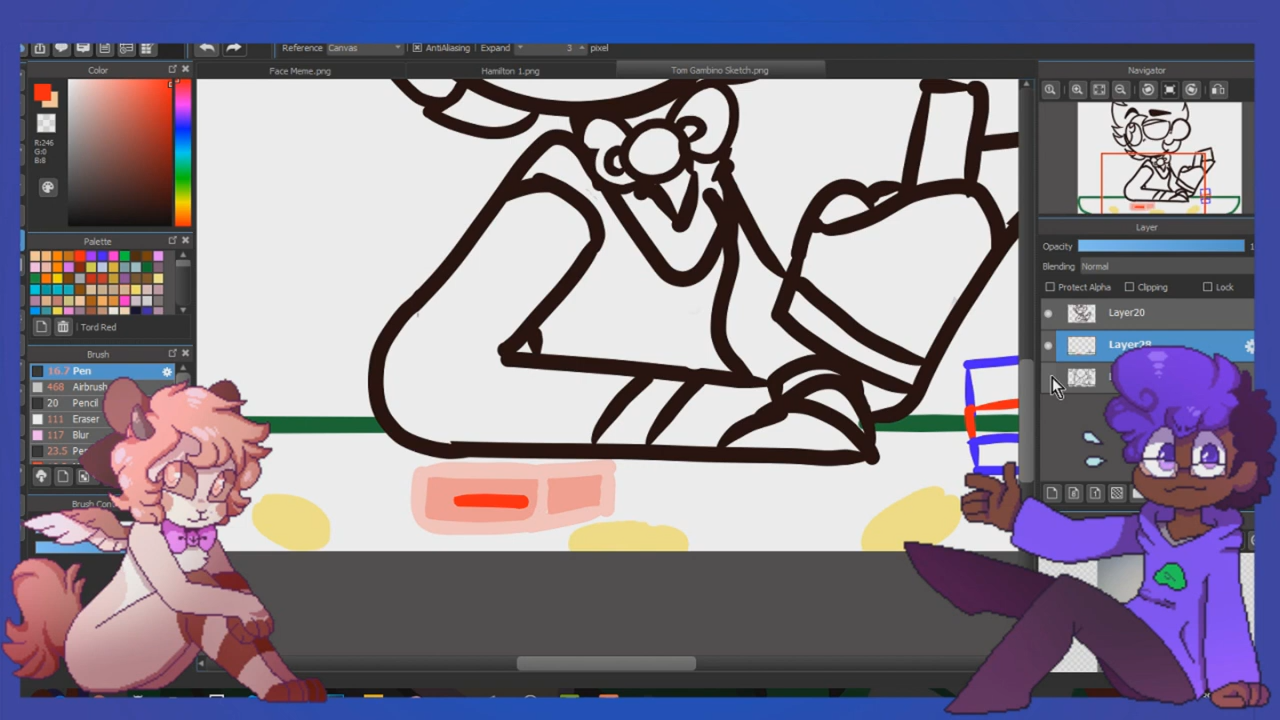 Reference Canvas AntiAliasing Expand 3 pixel
Color
Face Meme.png
Hamilton 1.png
Tom Gambino Sketch.png
Navigator
R:246
G:0
B:8
Palette
Tord Red
Brush
16.7 Pen
468 Airbrush
20 Pencil
111 Eraser
117 Blur
23.5
Layer
Opacity
Blending Normal
Protect Alpha Clipping Lock
Layer20